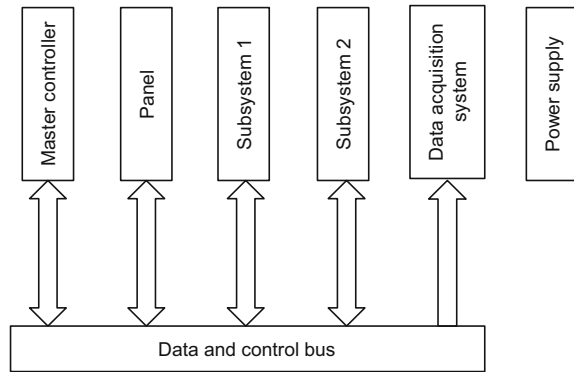 Master controller
Panel
Subsystem 1
Subsystem 2
Data acquisition
system
Power supply
Data and control bus